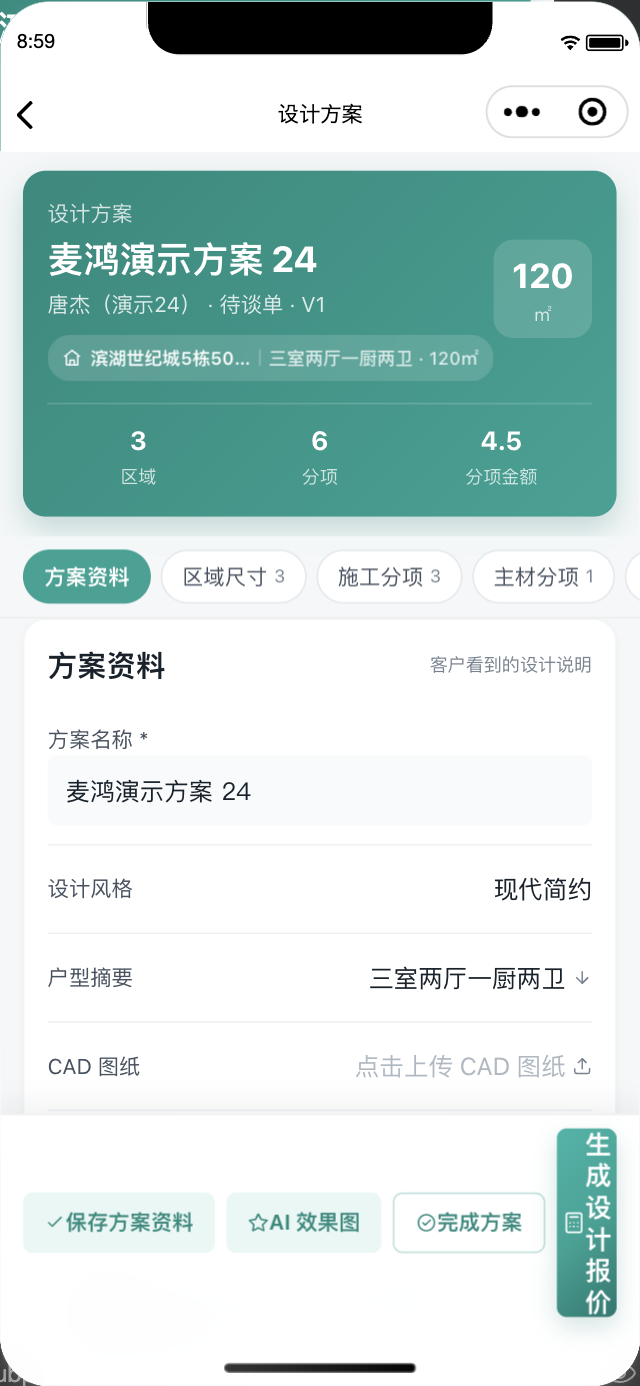 8:59
设计方案
设计方案
麦鸿演示方案 24
唐杰（演示24） · 待谈单 · V1
120
㎡
滨湖世纪城5栋50... | 三室两厅一厨两卫 · 120㎡
3 6 4.5
区域 分项 分项金额
方案资料 区域尺寸 3 施工分项 3 主材分项 1
方案资料 客户看到的设计说明
方案名称 *
麦鸿演示方案 24
设计风格 现代简约
户型摘要 三室两厅一厨两卫
CAD 图纸 点击上传 CAD 图纸
保存方案资料 AI 效果图 完成方案 生成设计报价